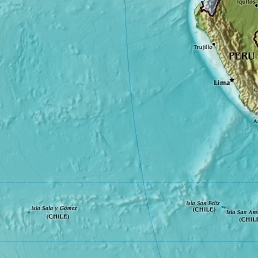 Iquitos
Trujillo
PERU
Lima
Isla Sala y Gómez
(CHILE)
Isla San Félix
(CHILE)
Isla San Am
(CHIL